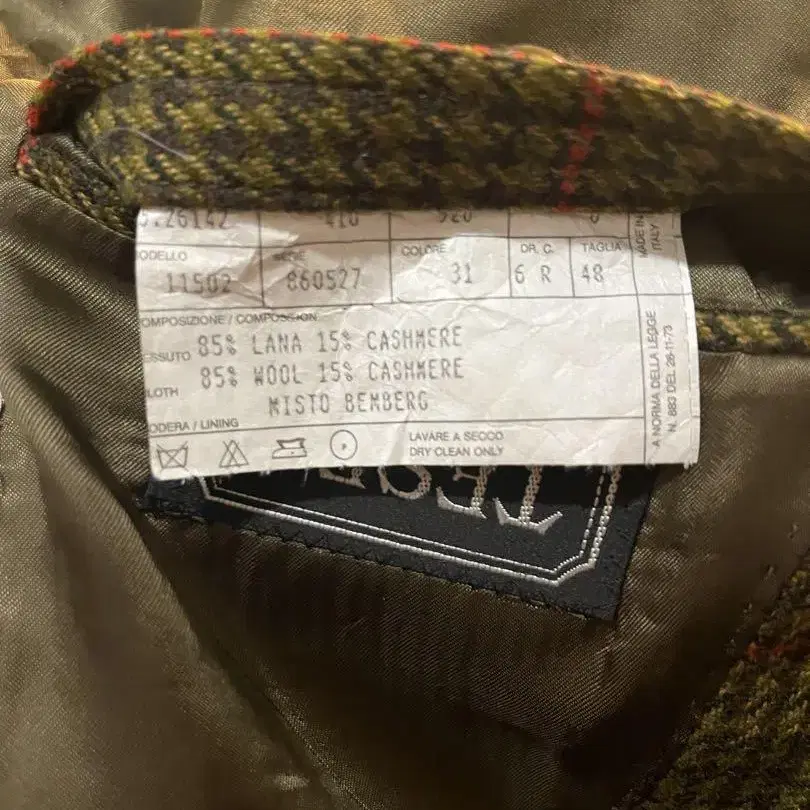 5.26142 410 520 6
MADE IN ITALY
MODELLO SERIE COLORE DR. C. TAGLIA
11502 860527 31 6 R 48
COMPOSIZIONE / COMPOSITION
TESSUTO 85% LANA 15% CASHMERE
CLOTH 85% WOOL 15% CASHMERE
MISTO BEMBERG
FODERA / LINING
LAVARE A SECCO
DRY CLEAN ONLY
A NORMA DELLA LEGGE
N. 883 DEL 26-11-73